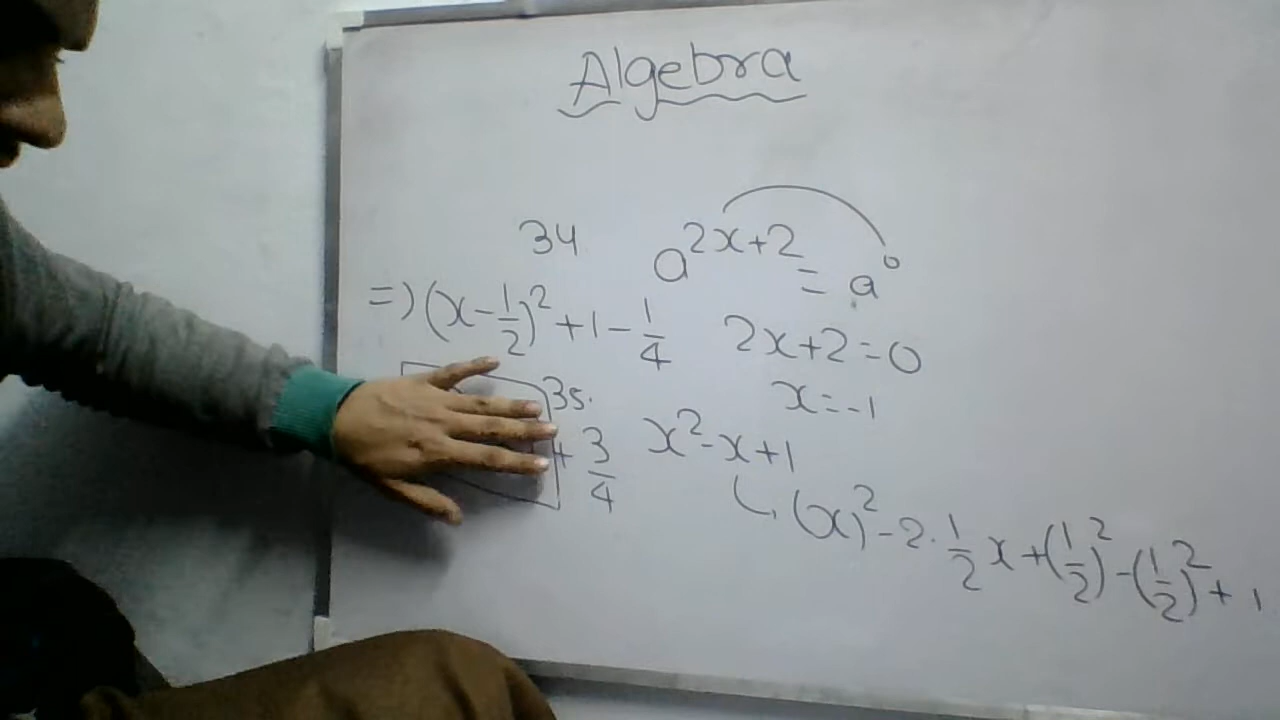 Algebra
34
a^{2x+2} = a^0
=) (x - 1/2)^2 + 1 - 1/4
2x+2=0
35.
x=-1
+ 3/4
x^2 - x + 1
(x)^2 - 2 \cdot 1/2 x + (1/2)^2 - (1/2)^2 + 1